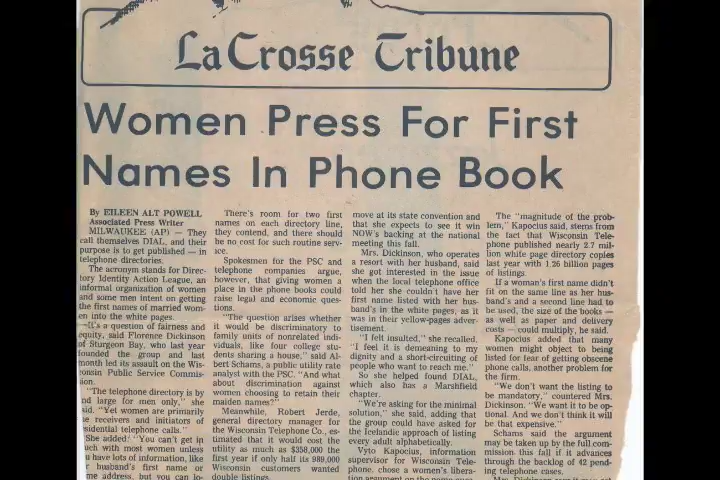 LaCrosse Tribune
Women Press For First
Names In Phone Book
By EILEEN ALT POWELL
Associated Press Writer
MILWAUKEE (AP) — They
call themselves DIAL, and their
purpose is to get published — in
telephone directories.
The acronym stands for Direc-
tory Identity Action League, an
informal organization of women
and some men intent on getting
the first names of married wom-
en into the white pages.
—It's a question of fairness and
equity, said Florence Dickinson
of Sturgeon Bay, who last year
founded the group and last
month led its assault on the Wis-
consin Public Service Commis-
sion.
"The telephone directory is by
and large for men only," she
said. "Yet women are primarily
the receivers and initiators of
residential telephone calls."
She added: "You can't get in
such with most women unless
you have lots of information, like
husband's first name or
me address, but you can lo-
There's room for two first
names on each directory line,
they contend, and there should
be no cost for such routine serv-
ice.
Spokesmen for the PSC and
telephone companies argue,
however, that giving women a
place in the phone books could
raise legal and economic ques-
tions.
"The question arises whether
it would be discriminatory to
family units of nonrelated indi-
viduals, like four college stu-
dents sharing a house," said Al-
bert Schams, a public utility rate
analyst with the PSC. "And what
about discrimination against
women choosing to retain their
maiden names?"
Meanwhile, Robert Jerde,
general directory manager for
the Wisconsin Telephone Co., es-
timated that it would cost the
utility as much as $358,000 the
first year if only half its 989,000
Wisconsin customers wanted
double listings.
move at its state convention and
that she expects to see it win
NOW's backing at the national
meeting this fall.
Mrs. Dickinson, who operates
a resort with her husband, said
she got interested in the issue
when the local telephone office
told her she couldn't have her
first name listed with her hus-
band's in the white pages, as it
was in their yellow-pages adver-
tisement.
"I felt insulted," she recalled.
"I feel it is demeaning to my
dignity and a short-circuiting of
people who want to reach me."
So she helped found DIAL,
which also has a Marshfield
chapter.
"We're asking for the minimal
solution," she said, adding that
the group could have asked for
the Icelandic approach of listing
every adult alphabetically.
Vyto Kapocius, information
supervisor for Wisconsin Tele-
phone, chose a women's libera-
tion argument on the name ques-
The "magnitude of the prob-
lem," Kapocius said, stems from
the fact that Wisconsin Tele-
phone published nearly 2.7 mil-
lion white page directory copies
last year with 1.26 billion pages
of listings.
If a woman's first name didn't
fit on the same line as her hus-
band's and a second line had to
be used, the size of the books —
as well as paper and delivery
costs — could multiply, he said.
Kapocius added that many
women might object to being
listed for fear of getting obscene
phone calls, another problem for
the firm.
"We don't want the listing to
be mandatory," countered Mrs.
Dickinson. "We want it to be op-
tional. And we don't think it will
be that expensive."
Schams said the argument
may be taken up by the full com-
mission this fall if it advances
through the backlog of 42 pend-
ing telephone cases.